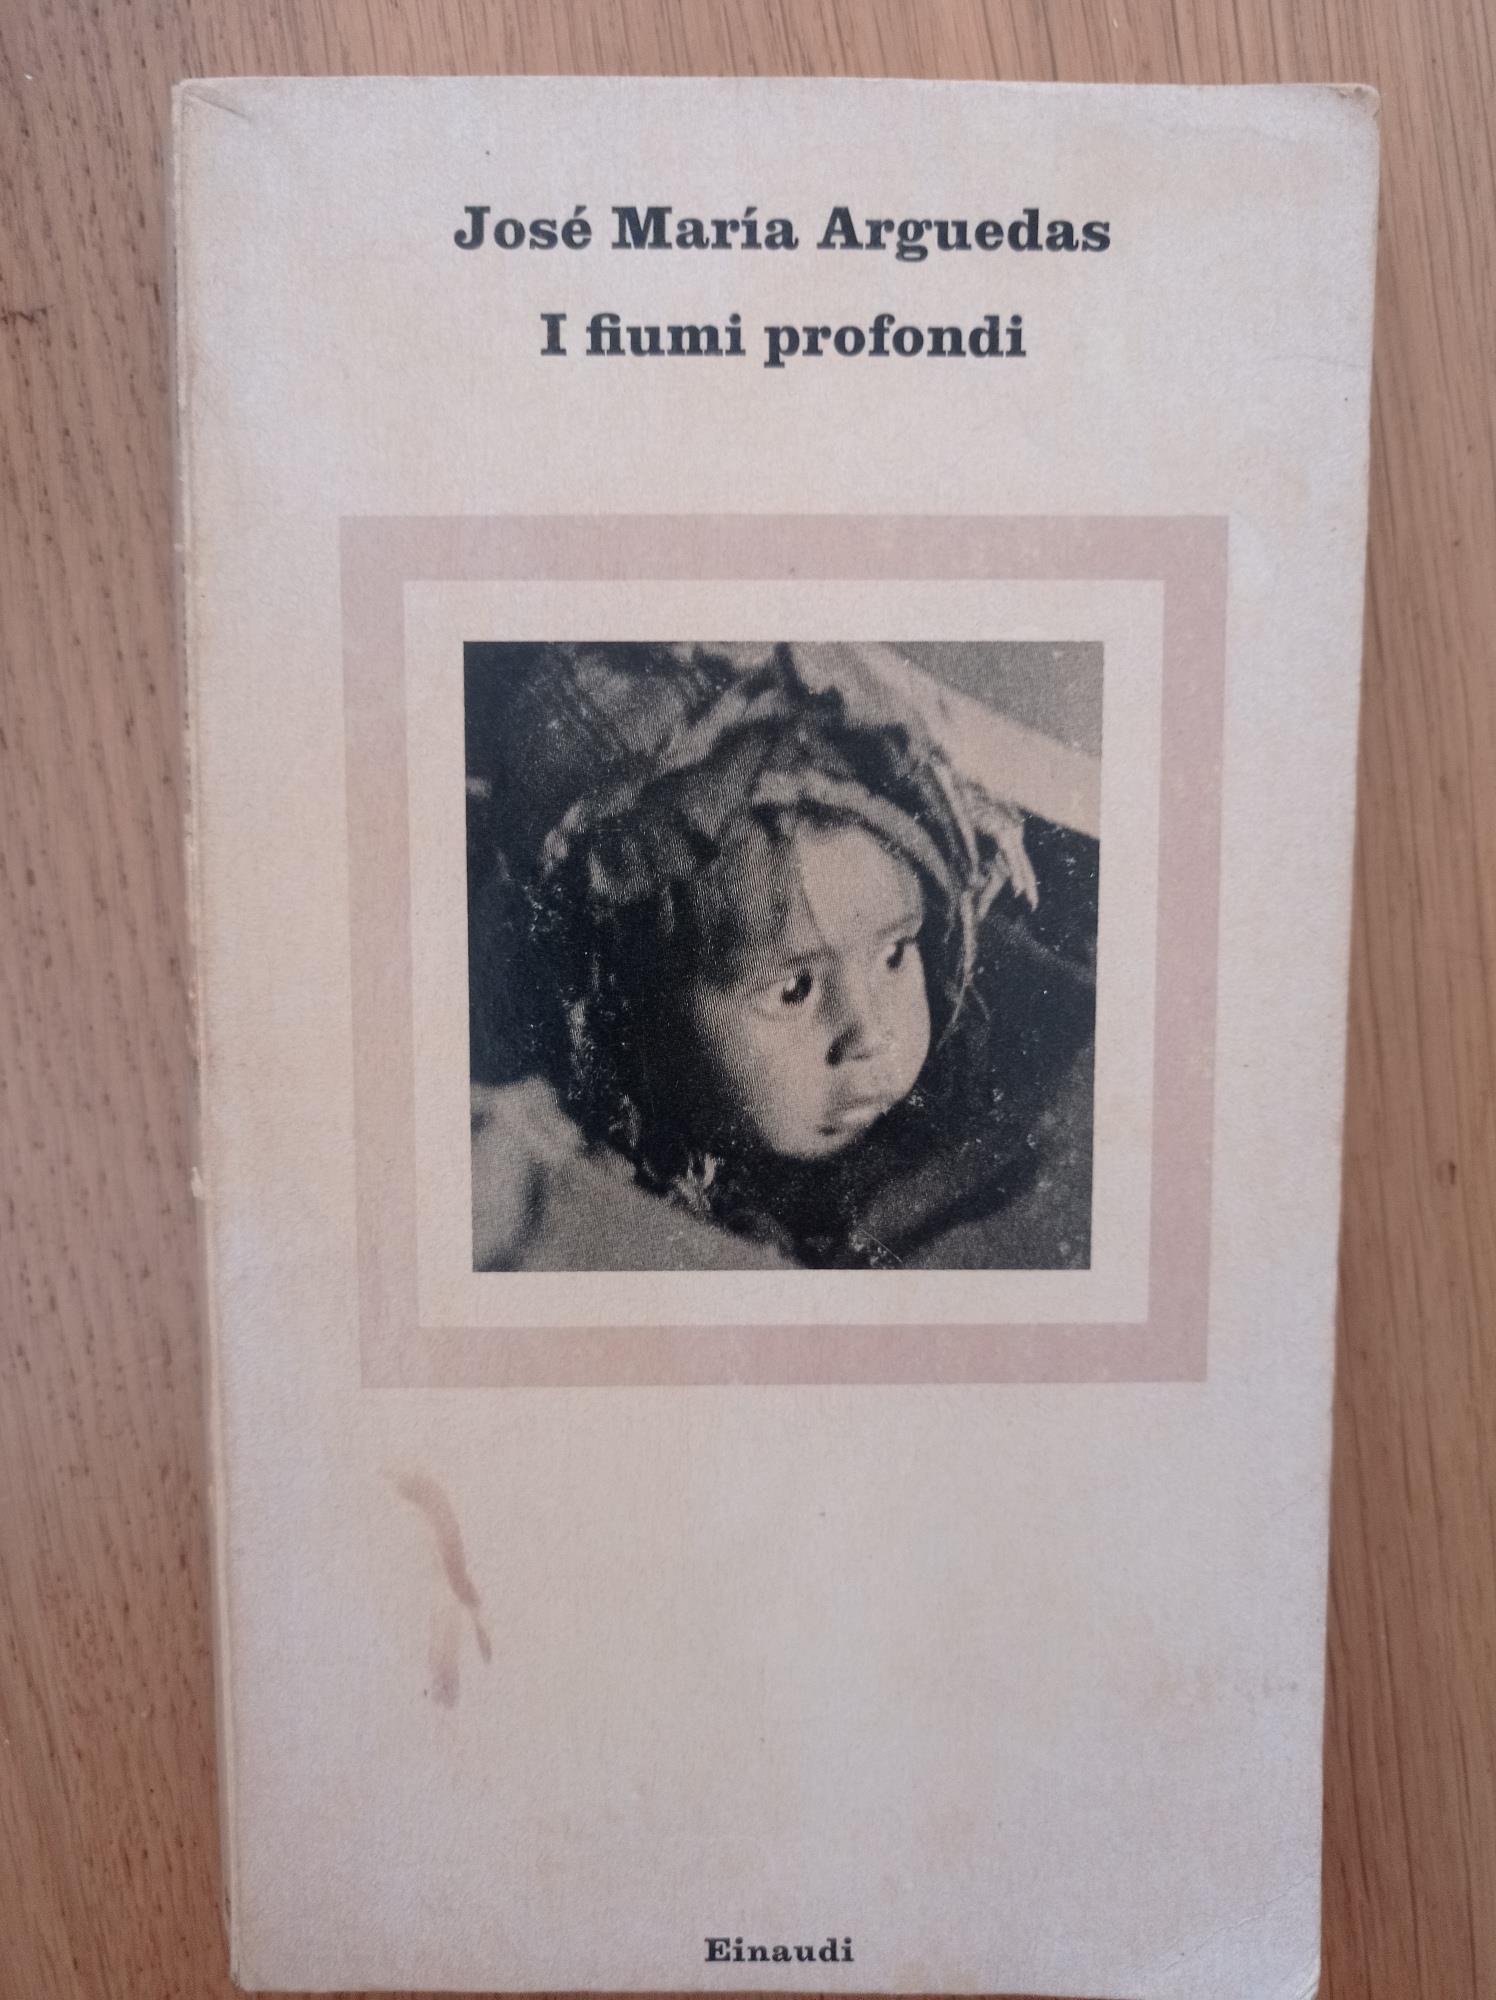 José María Arguedas
I fiumi profondi
Einaudi